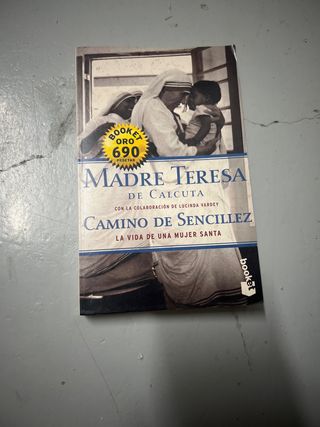 BOOKET
ORO
690
PESETAS
MADRE TERESA
DE CALCUTA
CON LA COLABORACIÓN DE LUCINDA VARDEY
CAMINO DE SENCILLEZ
LA VIDA DE UNA MUJER SANTA
booket